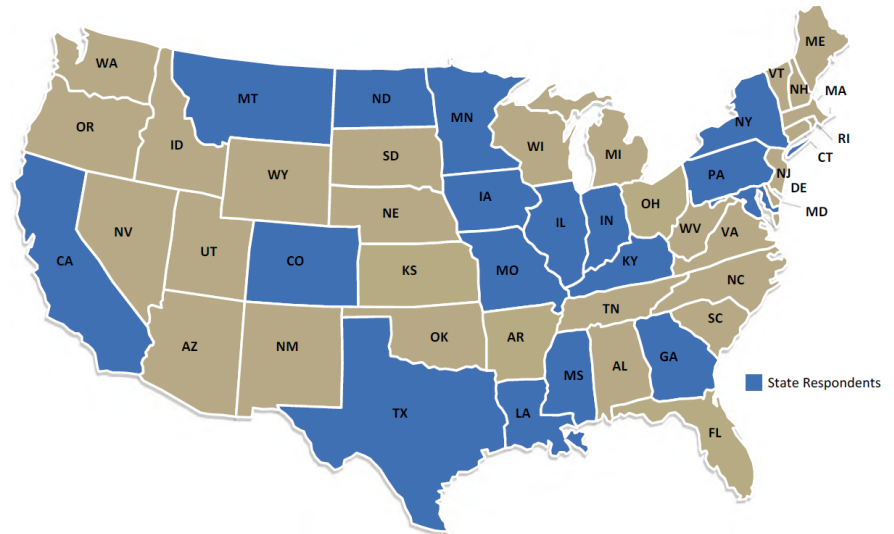 WA
MT
ND
MN
ME
VT
NH
MA
OR
ID
SD
WI
MI
NY
RI
CT
WY
IA
PA
NJ
DE
NE
OH
MD
NV
UT
CO
IL
IN
WV
VA
CA
KS
MO
KY
NC
AZ
NM
OK
AR
TN
SC
TX
LA
MS
AL
GA
State Respondents
FL